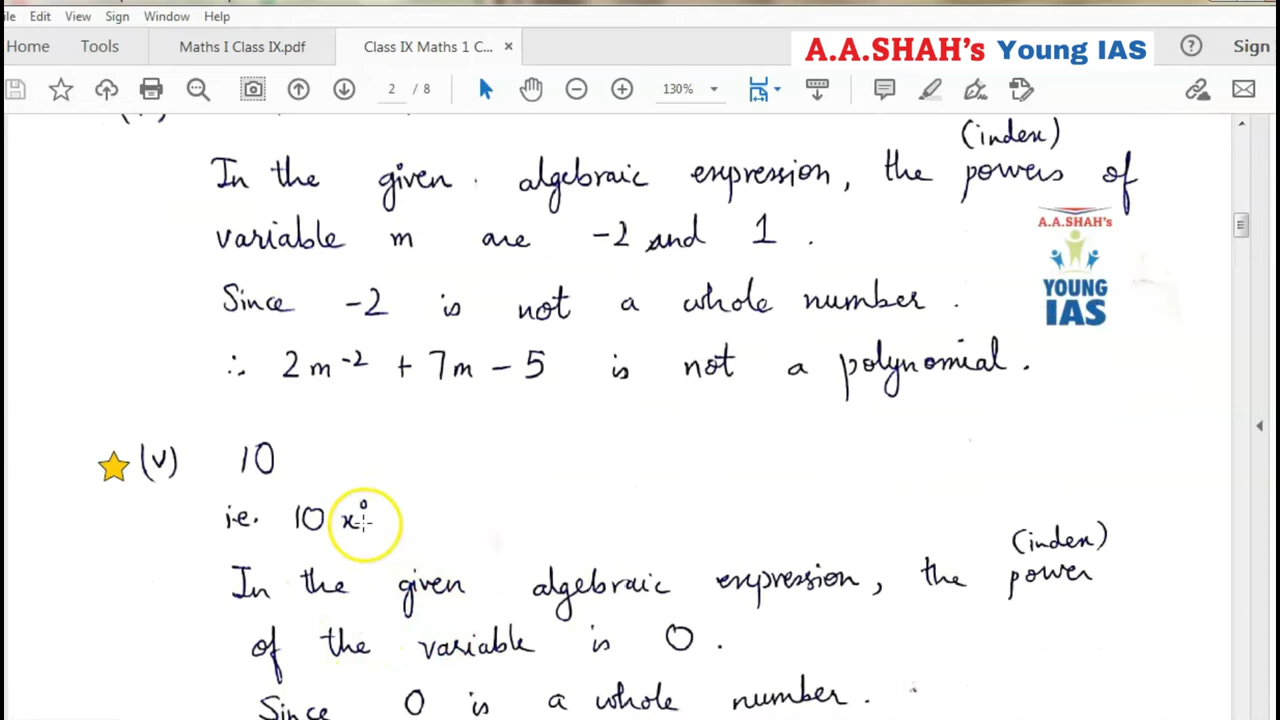 ile Edit View Sign Window Help
Home Tools Maths I Class IX.pdf Class IX Maths 1 C... × A.A.SHAH's Young IAS ? Sign
2 / 8 130%
(index)
In the given algebraic expression, the powers of
variable m are -2 and 1.
A.A.SHAH's
YOUNG
IAS
Since -2 is not a whole number.
∴ 2m⁻² + 7m - 5 is not a polynomial.
(v) 10
i.e. 10 x⁰
(index)
In the given algebraic expression, the power
of the variable is 0.
Since 0 is a whole number.